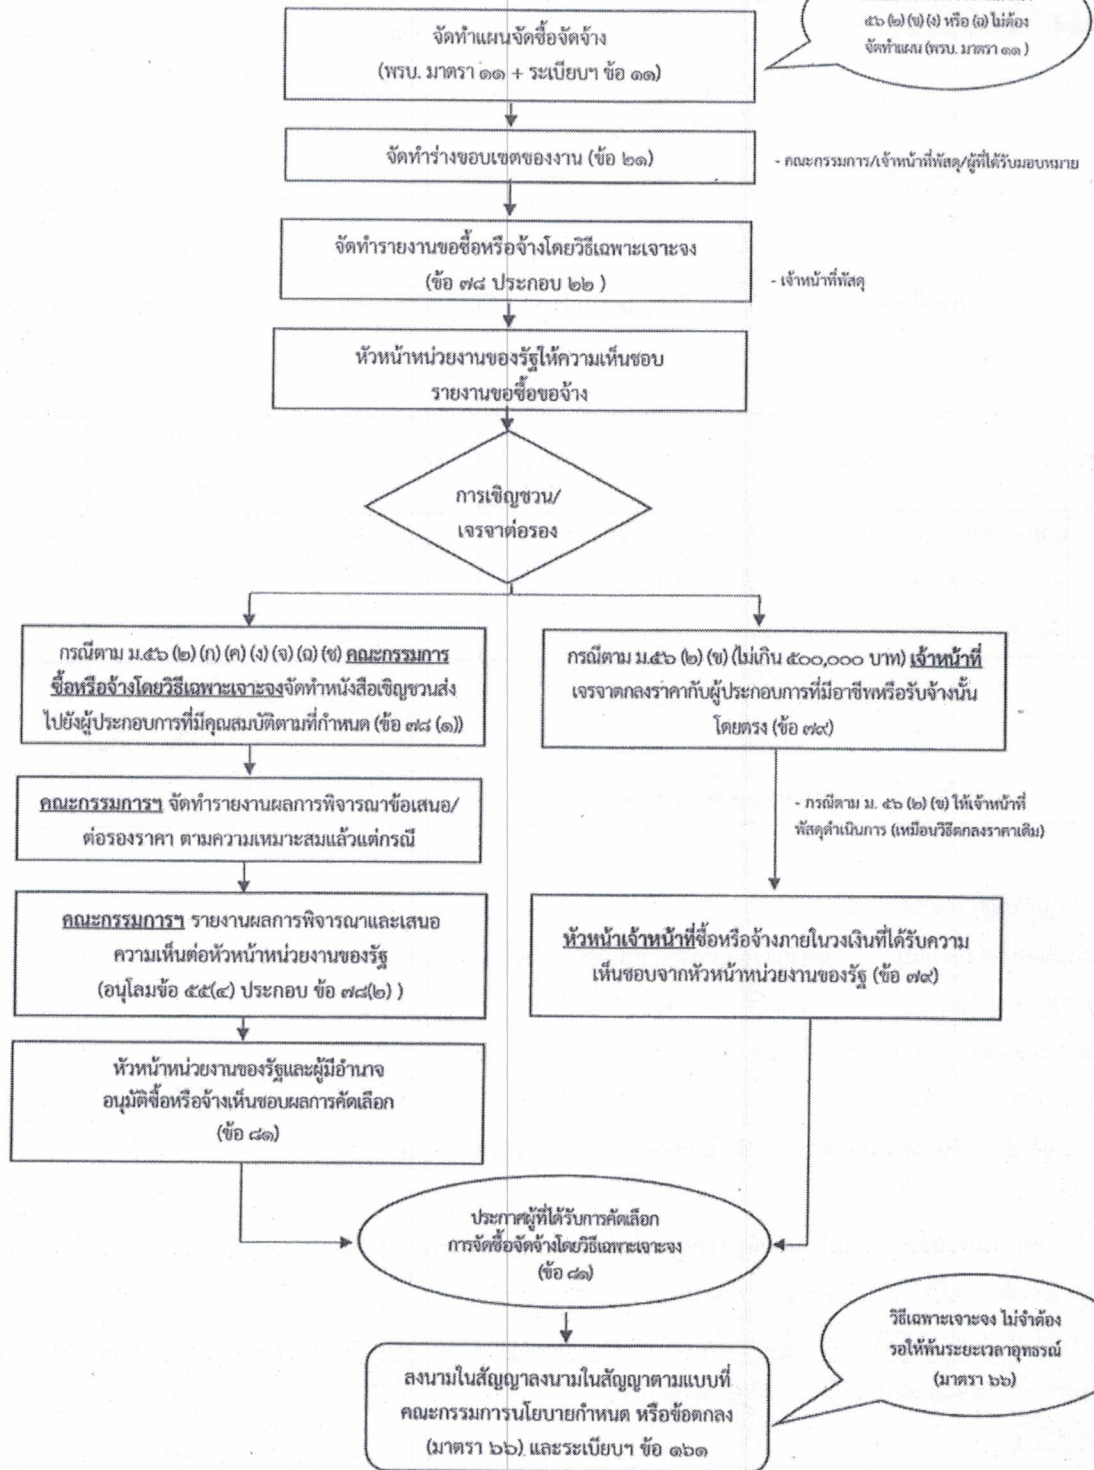 ๕๖ (๒) (ข) (ง) หรือ (ฉ) ไม่ต้อง
จัดทำแผน (พรบ. มาตรา ๑๑ )
จัดทำแผนจัดซื้อจัดจ้าง
(พรบ. มาตรา ๑๑ + ระเบียบฯ ข้อ ๑๑)
จัดทำร่างขอบเขตของงาน (ข้อ ๒๑)
- คณะกรรมการ/เจ้าหน้าที่พัสดุ/ผู้ที่ได้รับมอบหมาย
จัดทำรายงานขอซื้อหรือจ้างโดยวิธีเฉพาะเจาะจง
(ข้อ ๗๘ ประกอบ ๒๒ )
- เจ้าหน้าที่พัสดุ
หัวหน้าหน่วยงานของรัฐให้ความเห็นชอบ
รายงานขอซื้อขอจ้าง
การเชิญชวน/
เจรจาต่อรอง
กรณีตาม ม.๕๖ (๒) (ก) (ค) (ง) (จ) (ฉ) (ช) คณะกรรมการ
ซื้อหรือจ้างโดยวิธีเฉพาะเจาะจงจัดทำหนังสือเชิญชวนส่ง
ไปยังผู้ประกอบการที่มีคุณสมบัติตามที่กำหนด (ข้อ ๗๘ (๑))
กรณีตาม ม.๕๖ (๒) (ข) (ไม่เกิน ๕๐๐,๐๐๐ บาท) เจ้าหน้าที่
เจรจาตกลงราคากับผู้ประกอบการที่มีอาชีพหรือรับจ้างนั้น
โดยตรง (ข้อ ๗๙)
คณะกรรมการฯ จัดทำรายงานผลการพิจารณาข้อเสนอ/
ต่อรองราคา ตามความเหมาะสมแล้วแต่กรณี
- กรณีตาม ม. ๕๖ (๒) (ข) ให้เจ้าหน้าที่
พัสดุดำเนินการ (เหมือนวิธีตกลงราคาเดิม)
คณะกรรมการฯ รายงานผลการพิจารณาและเสนอ
ความเห็นต่อหัวหน้าหน่วยงานของรัฐ
(อนุโลมข้อ ๕๕(๔) ประกอบ ข้อ ๗๘(๒) )
หัวหน้าเจ้าหน้าที่ซื้อหรือจ้างภายในวงเงินที่ได้รับความ
เห็นชอบจากหัวหน้าหน่วยงานของรัฐ (ข้อ ๗๙)
หัวหน้าหน่วยงานของรัฐและผู้มีอำนาจ
อนุมัติซื้อหรือจ้างเห็นชอบผลการคัดเลือก
(ข้อ ๘๑)
ประกาศผู้ที่ได้รับการคัดเลือก
การจัดซื้อจัดจ้างโดยวิธีเฉพาะเจาะจง
(ข้อ ๘๑)
วิธีเฉพาะเจาะจง ไม่จำต้อง
รอให้พ้นระยะเวลาอุทธรณ์
(มาตรา ๖๖)
ลงนามในสัญญาลงนามในสัญญาตามแบบที่
คณะกรรมการนโยบายกำหนด หรือข้อตกลง
(มาตรา ๖๖) และระเบียบฯ ข้อ ๑๖๑